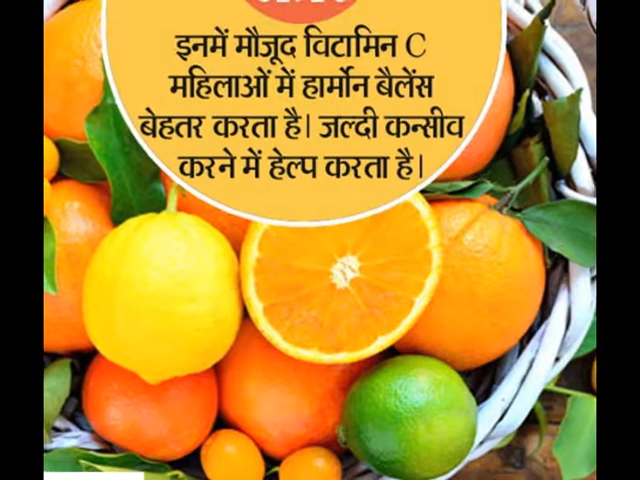 इनमें मौजूद विटामिन C
महिलाओं में हार्मोन बैलेंस
बेहतर करता है। जल्दी कन्सीव
करने में हेल्प करता है।